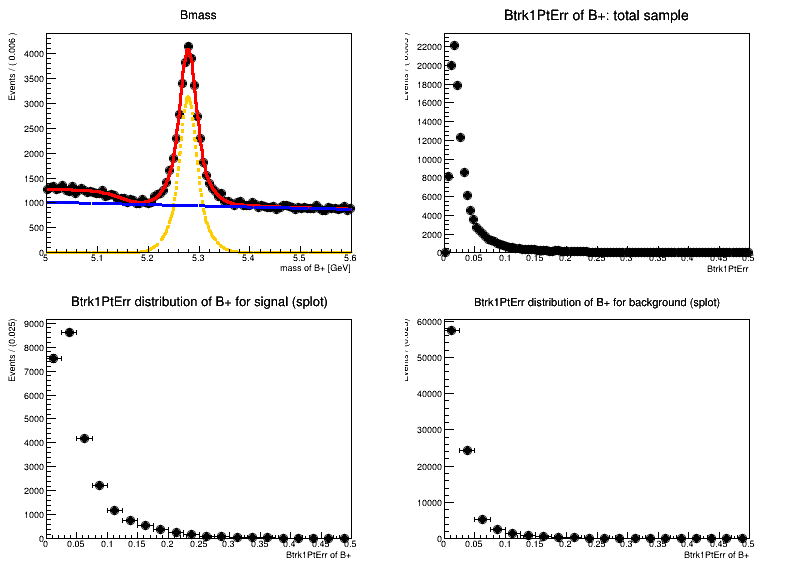 Bmass
Events / ( 0.006 )
4000
3500
3000
2500
2000
1500
1000
500
0
5 5.1 5.2 5.3 5.4 5.5 5.6
mass of B+ [GeV]
Btrk1PtErr of B+: total sample
22000
20000
18000
16000
14000
12000
10000
8000
6000
4000
2000
0
0 0.05 0.1 0.15 0.2 0.25 0.3 0.35 0.4 0.45 0.5
Btrk1PtErr
Btrk1PtErr distribution of B+ for signal (splot)
Events / (0.025)
9000
8000
7000
6000
5000
4000
3000
2000
1000
0
0 0.05 0.1 0.15 0.2 0.25 0.3 0.35 0.4 0.45 0.5
Btrk1PtErr of B+
Btrk1PtErr distribution of B+ for background (splot)
60000
50000
40000
30000
20000
10000
0
0 0.05 0.1 0.15 0.2 0.25 0.3 0.35 0.4 0.45 0.5
Btrk1PtErr of B+